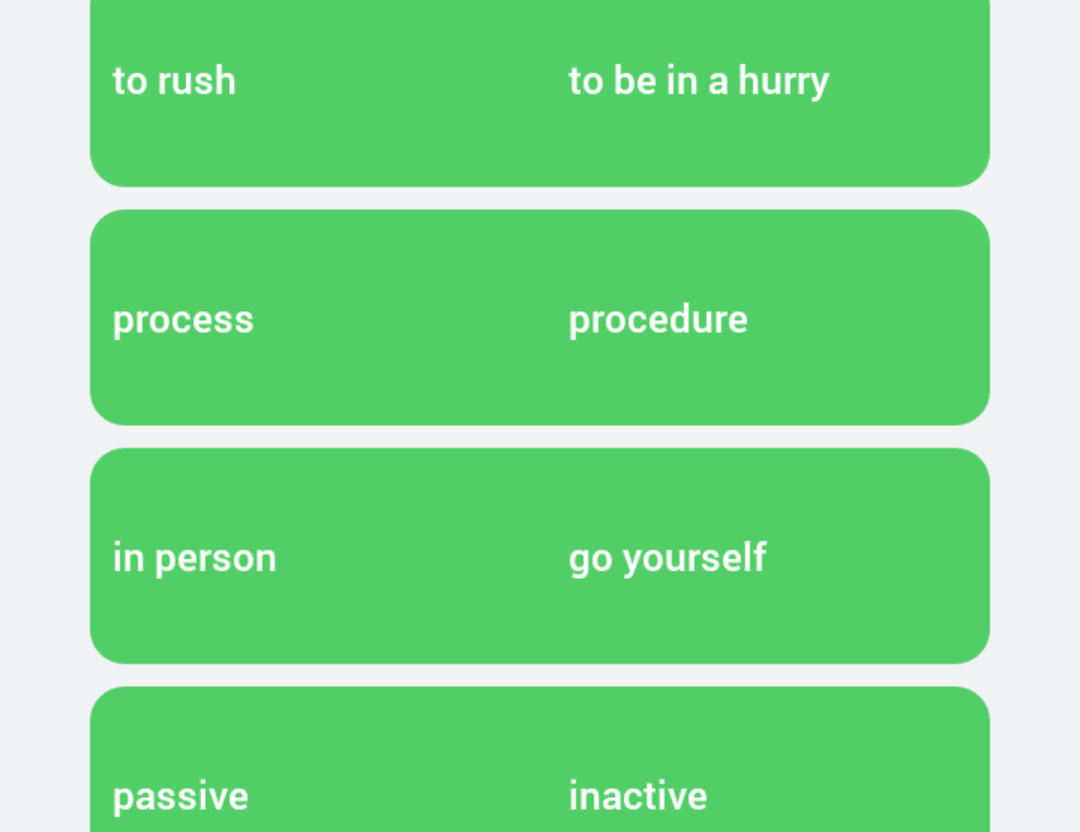 to rush to be in a hurry
process procedure
in person go yourself
passive inactive